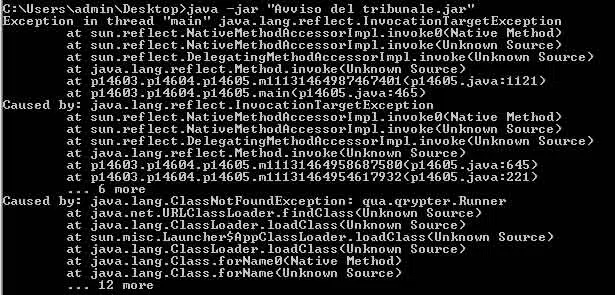 C:\Users\admin\Desktop>java -jar "Avviso del tribunale.jar"
Exception in thread "main" java.lang.reflect.InvocationTargetException
at sun.reflect.NativeMethodAccessorImpl.invoke0(Native Method)
at sun.reflect.NativeMethodAccessorImpl.invoke(Unknown Source)
at sun.reflect.DelegatingMethodAccessorImpl.invoke(Unknown Source)
at java.lang.reflect.Method.invoke(Unknown Source)
at p14603.p14604.p14605.m11131464987467401(p14605.java:1121)
at p14603.p14604.p14605.main(p14605.java:465)
Caused by: java.lang.reflect.InvocationTargetException
at sun.reflect.NativeMethodAccessorImpl.invoke0(Native Method)
at sun.reflect.NativeMethodAccessorImpl.invoke(Unknown Source)
at sun.reflect.DelegatingMethodAccessorImpl.invoke(Unknown Source)
at java.lang.reflect.Method.invoke(Unknown Source)
at p14603.p14604.p14605.m11131464958687580(p14605.java:645)
at p14603.p14604.p14605.m11131464954617932(p14605.java:221)
... 6 more
Caused by: java.lang.ClassNotFoundException: qua.qrypter.Runner
at java.net.URLClassLoader.findClass(Unknown Source)
at java.lang.ClassLoader.loadClass(Unknown Source)
at sun.misc.Launcher$AppClassLoader.loadClass(Unknown Source)
at java.lang.ClassLoader.loadClass(Unknown Source)
at java.lang.Class.forName0(Native Method)
at java.lang.Class.forName(Unknown Source)
... 12 more